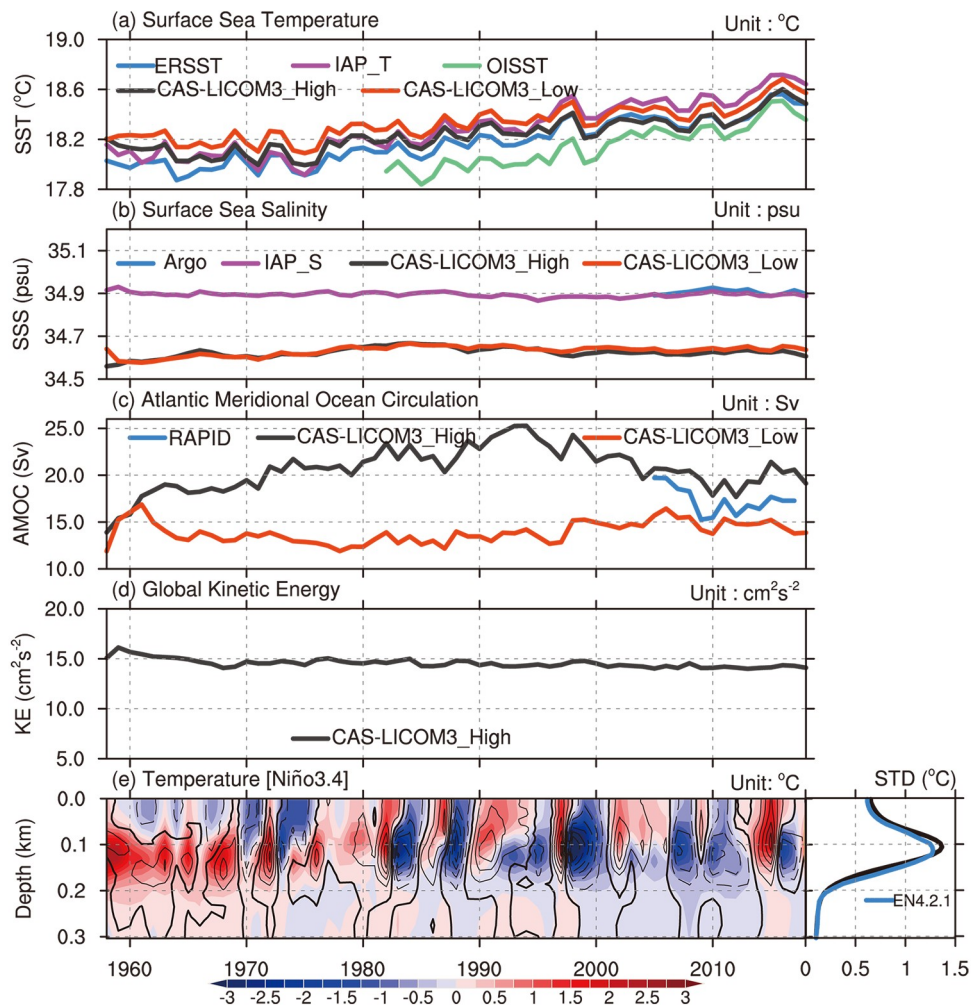 (a) Surface Sea Temperature Unit : °C
19.0
ERSST IAP_T OISST
18.6
CAS-LICOM3_High CAS-LICOM3_Low
SST (°C)
18.2
17.8
(b) Surface Sea Salinity Unit : psu
35.1
Argo IAP_S CAS-LICOM3_High CAS-LICOM3_Low
SSS (psu)
34.9
34.7
34.5
(c) Atlantic Meridional Ocean Circulation Unit : Sv
25.0
RAPID CAS-LICOM3_High CAS-LICOM3_Low
AMOC (Sv)
20.0
15.0
10.0
(d) Global Kinetic Energy Unit : cm²s⁻²
20.0
KE (cm²s⁻²)
15.0
10.0
CAS-LICOM3_High
5.0
(e) Temperature [Niño3.4] Unit: °C STD (°C)
0.0
Depth (km)
0.1
0.2
EN4.2.1
0.3
1960 1970 1980 1990 2000 2010 0 0.5 1 1.5
-3 -2.5 -2 -1.5 -1 -0.5 0 0.5 1 1.5 2 2.5 3